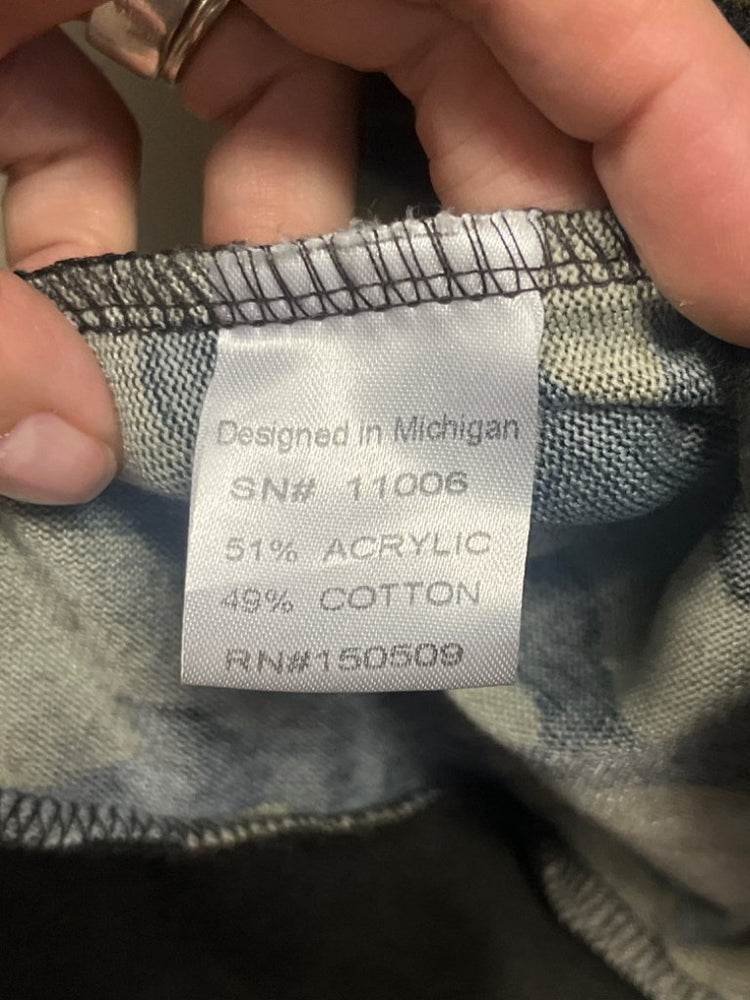 Designed in Michigan
SN# 11006
51% ACRYLIC
49% COTTON
RN#150509